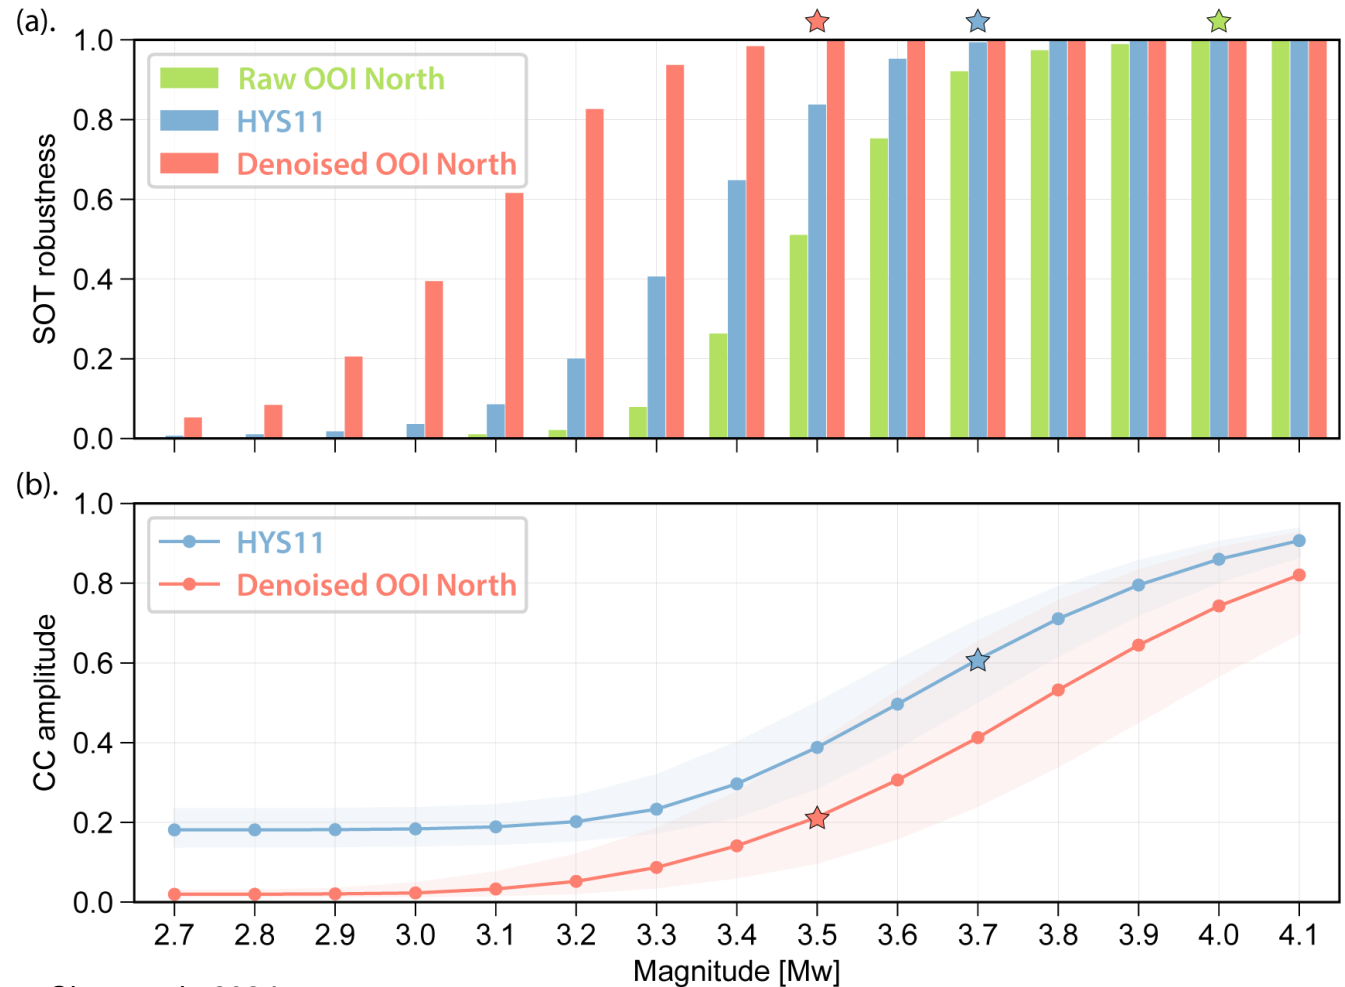 (a).
1.0
0.8
0.6
0.4
0.2
0.0
SOT robustness
Raw OOI North
HYS11
Denoised OOI North
(b).
1.0
0.8
0.6
0.4
0.2
0.0
CC amplitude
HYS11
Denoised OOI North
2.7 2.8 2.9 3.0 3.1 3.2 3.3 3.4 3.5 3.6 3.7 3.8 3.9 4.0 4.1
Magnitude [Mw]